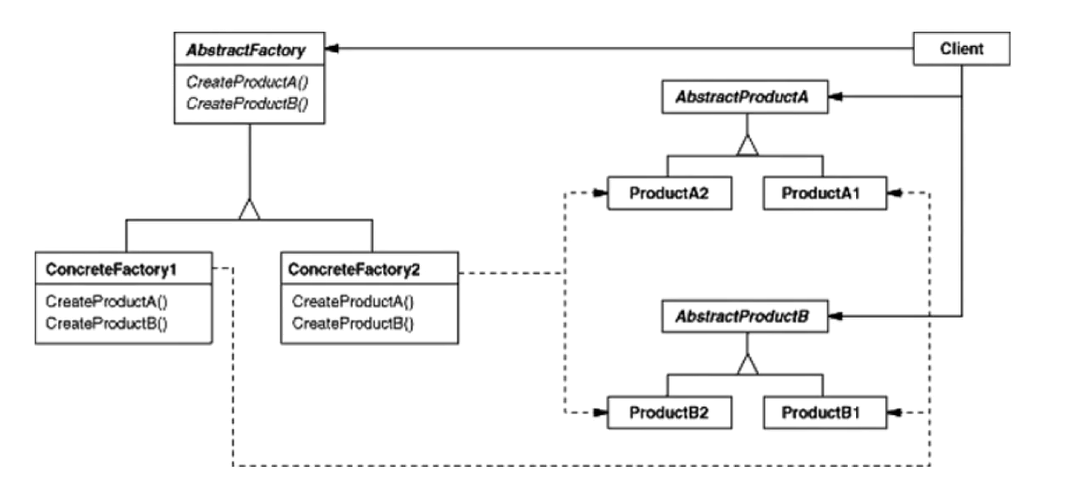 AbstractFactory
CreateProductA()
CreateProductB()
Client
AbstractProductA
ProductA2
ProductA1
ConcreteFactory1
CreateProductA()
CreateProductB()
ConcreteFactory2
CreateProductA()
CreateProductB()
AbstractProductB
ProductB2
ProductB1